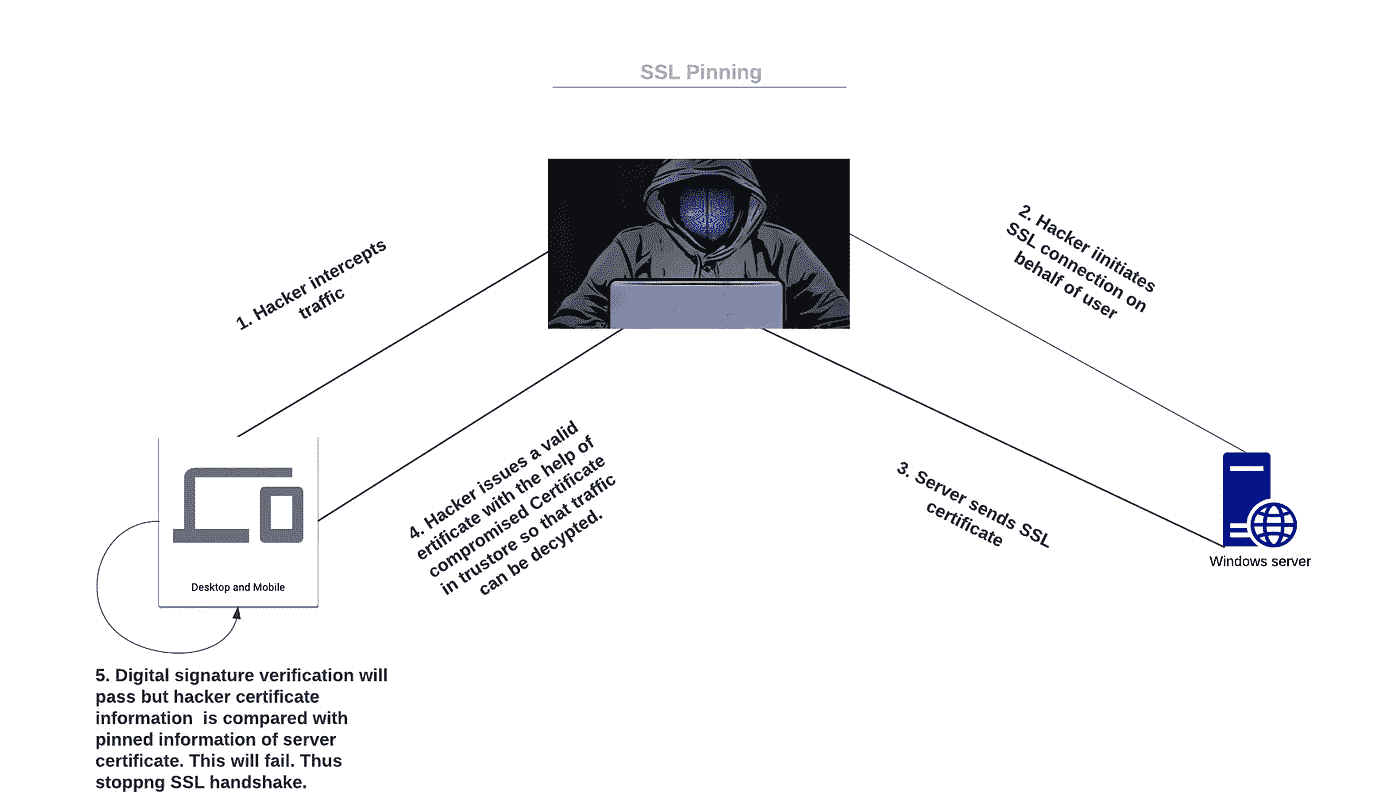 SSL Pinning
1. Hacker intercepts
traffic
2. Hacker iinitiates
SSL connection on
behalf of user
3. Server sends SSL
certificate
4. Hacker issues a valid
ertificate with the help of
compromised Certificate
in trustore so that traffic
can be decypted.
Desktop and Mobile
Windows server
5. Digital signature verification will
pass but hacker certificate
information is compared with
pinned information of server
certificate. This will fail. Thus
stoppng SSL handshake.